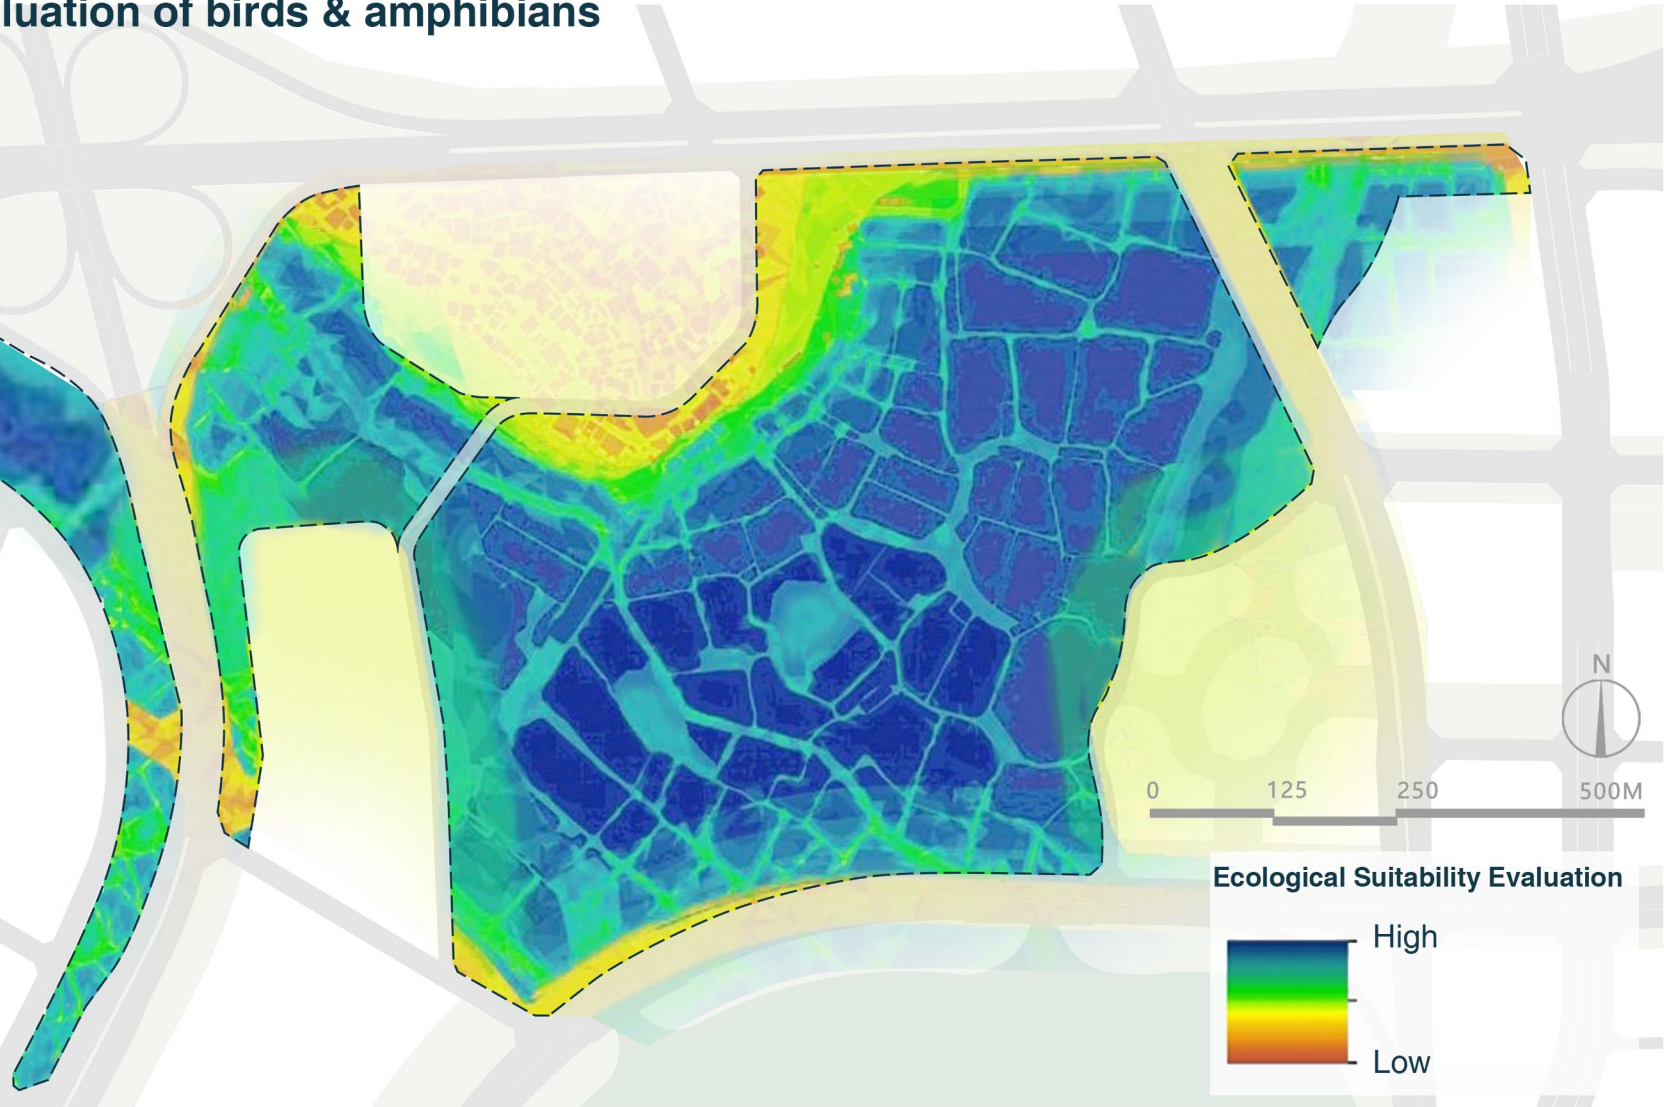 luation of birds & amphibians
N
0 125 250 500M
Ecological Suitability Evaluation
High
Low